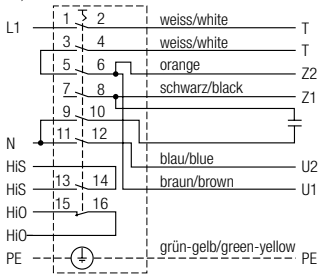 L1 1 2 weiss/white T
3 4 weiss/white T
5 6 orange Z2
7 8 schwarz/black Z1
9 10
N 11 12 blau/blue U2
HiS braun/brown U1
HiS 13 14
HiO 15 16
HiO
PE grün-gelb/green-yellow PE